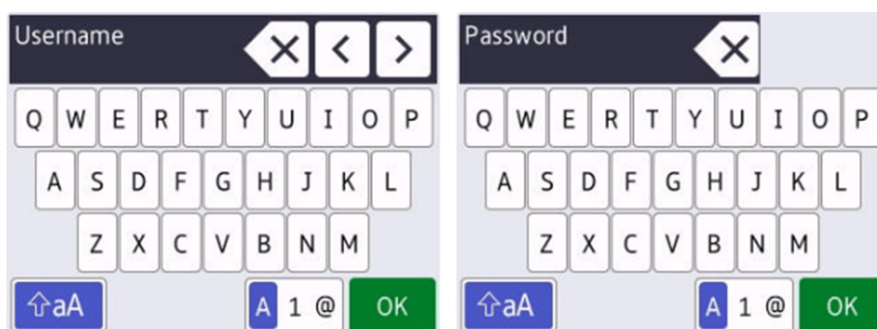 Username
Q W E R T Y U I O P
A S D F G H J K L
Z X C V B N M
aA A 1 @ OK
Password
Q W E R T Y U I O P
A S D F G H J K L
Z X C V B N M
aA A 1 @ OK